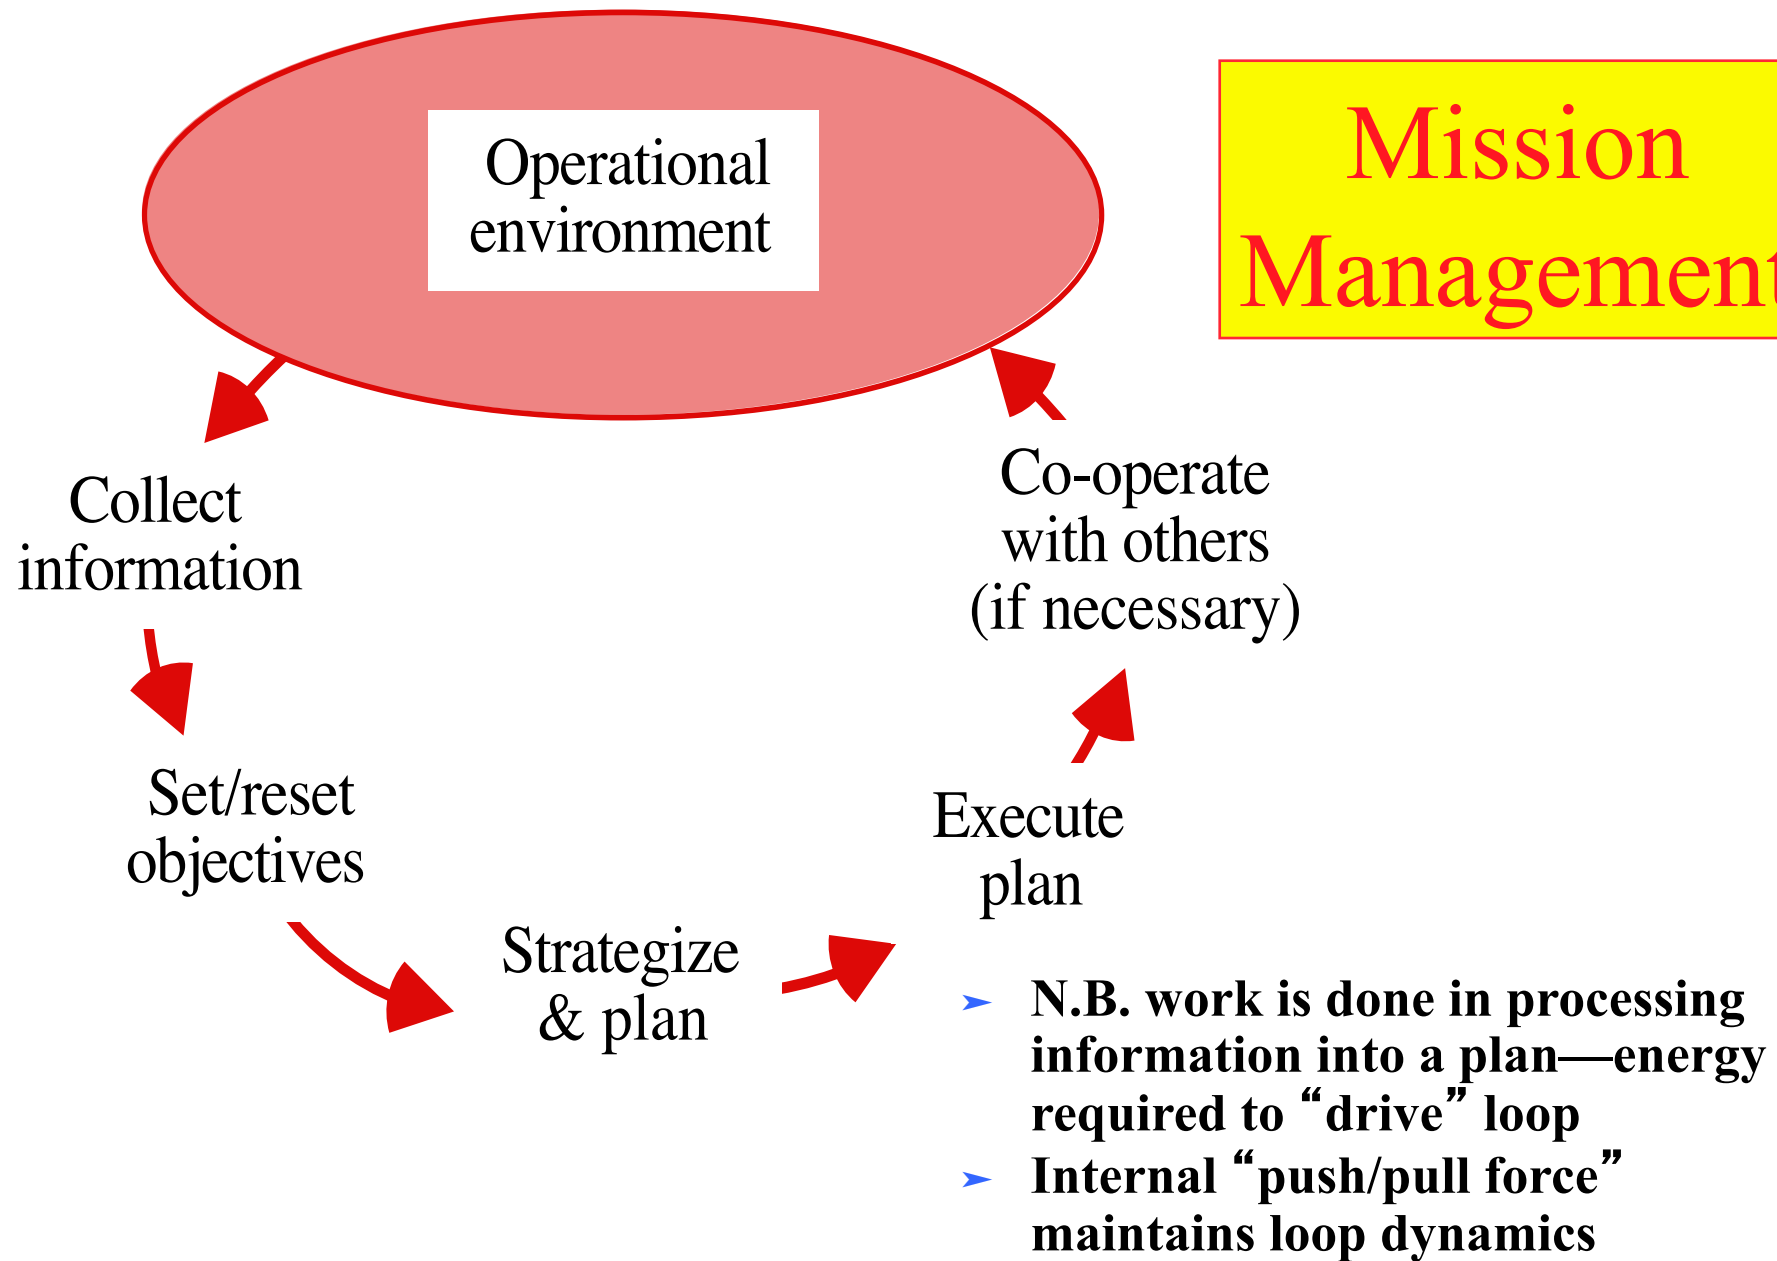 Operational
environment
Mission
Management
Collect
information
Co-operate
with others
(if necessary)
Set/reset
objectives
Execute
plan
Strategize
& plan
➢ N.B. work is done in processing
information into a plan—energy
required to “drive” loop
➢ Internal “push/pull force”
maintains loop dynamics